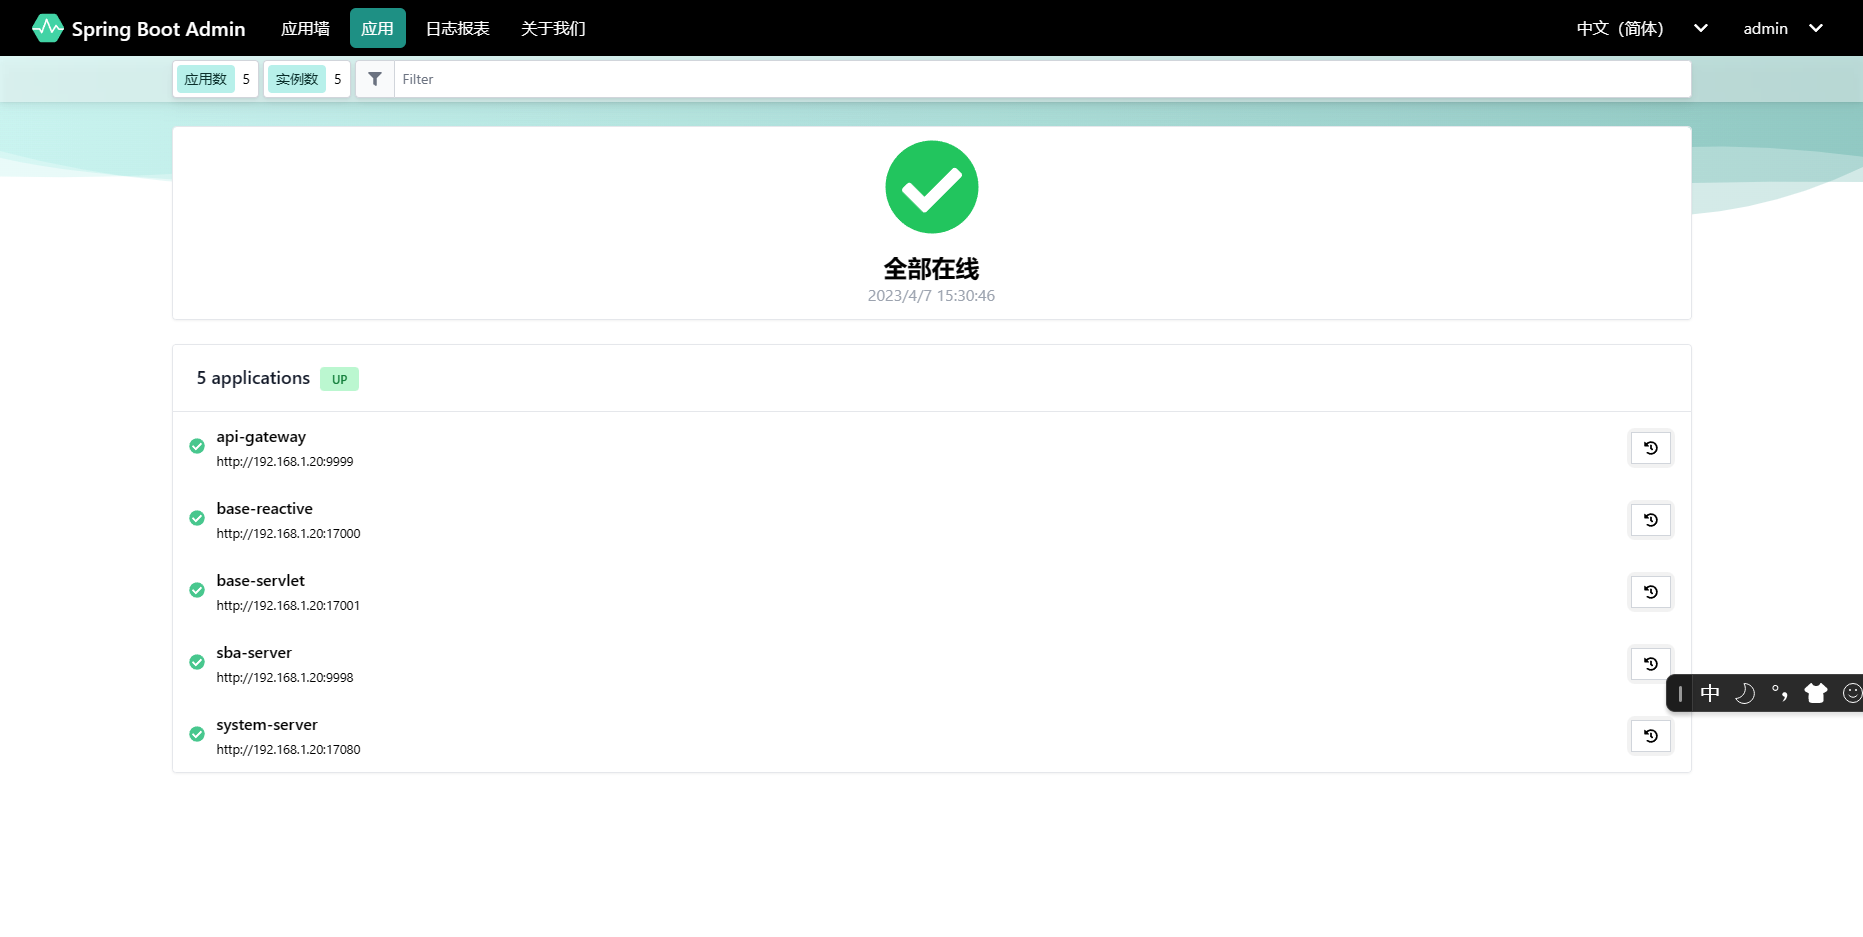 Spring Boot Admin 应用墙 应用 日志报表 关于我们 中文（简体） admin
应用数 5 实例数 5 Filter
全部在线
2023/4/7 15:30:46
5 applications UP
api-gateway
http://192.168.1.20:9999
base-reactive
http://192.168.1.20:17000
base-servlet
http://192.168.1.20:17001
sba-server
http://192.168.1.20:9998
中 °,
system-server
http://192.168.1.20:17080